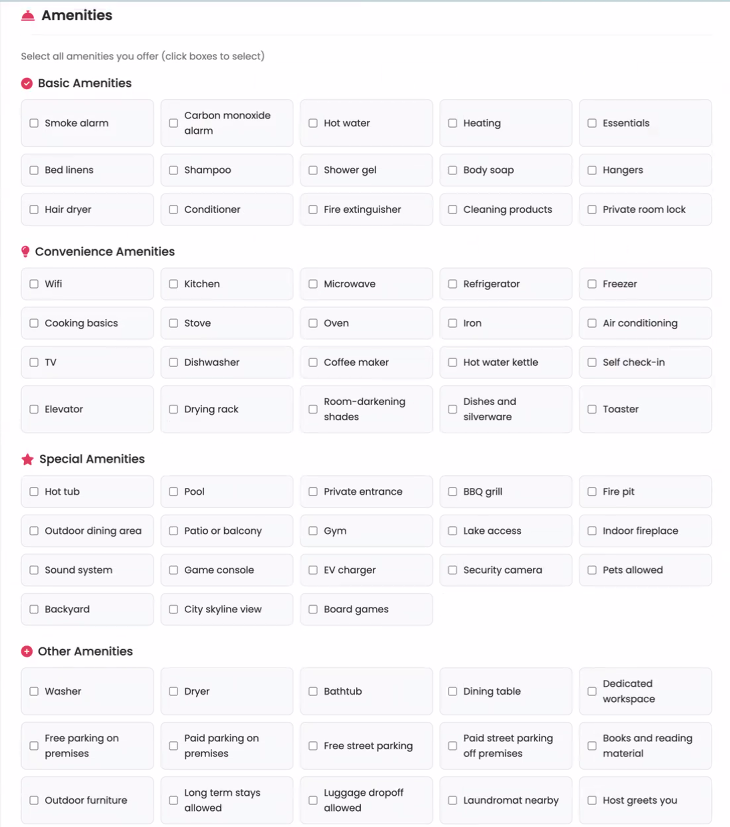 Amenities
Select all amenities you offer (click boxes to select)
Basic Amenities
Smoke alarm
Carbon monoxide
alarm
Hot water
Heating
Essentials
Bed linens
Shampoo
Shower gel
Body soap
Hangers
Hair dryer
Conditioner
Fire extinguisher
Cleaning products
Private room lock
Convenience Amenities
Wifi
Kitchen
Microwave
Refrigerator
Freezer
Cooking basics
Stove
Oven
Iron
Air conditioning
TV
Dishwasher
Coffee maker
Hot water kettle
Self check-in
Elevator
Drying rack
Room-darkening
shades
Dishes and
silverware
Toaster
Special Amenities
Hot tub
Pool
Private entrance
BBQ grill
Fire pit
Outdoor dining area
Patio or balcony
Gym
Lake access
Indoor fireplace
Sound system
Game console
EV charger
Security camera
Pets allowed
Backyard
City skyline view
Board games
Other Amenities
Washer
Dryer
Bathtub
Dining table
Dedicated
workspace
Free parking on
premises
Paid parking on
premises
Free street parking
Paid street parking
off premises
Books and reading
material
Outdoor furniture
Long term stays
allowed
Luggage dropoff
allowed
Laundromat nearby
Host greets you